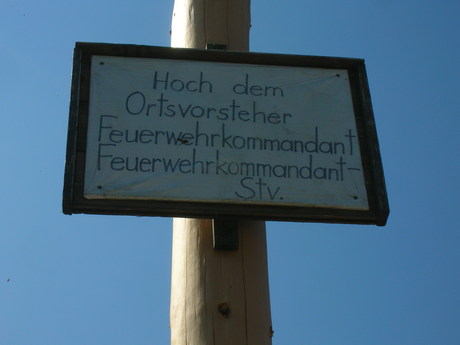 Hoch dem
Ortsvorsteher
Feuerwehrkommandant
Feuerwehrkommandant-
Stv.